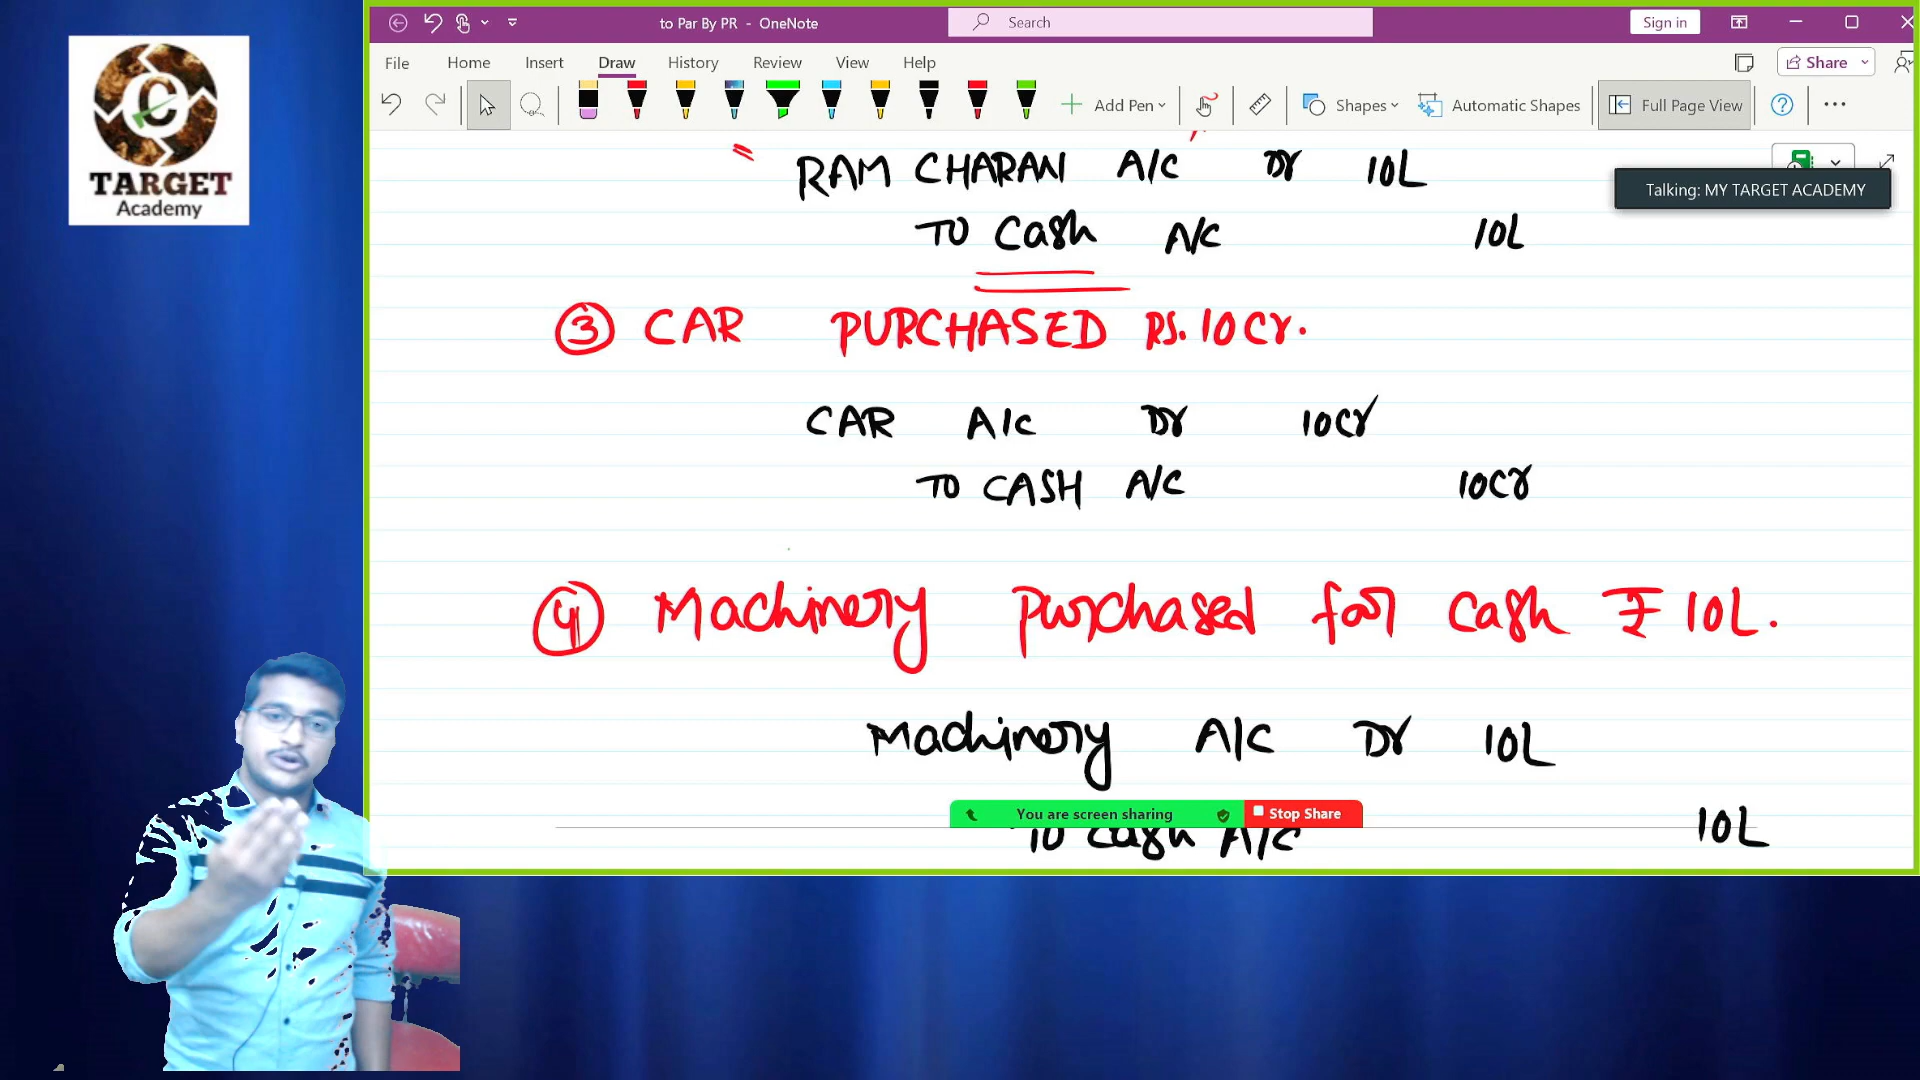 to Par By PR - OneNote
Search
Sign in
File Home Insert Draw History Review View Help
Share
Add Pen
Shapes
Automatic Shapes
Full Page View
TARGET
Academy
Talking: MY TARGET ACADEMY
RAM CHARAN A/C Dr 10L
TO Cash A/C 10L
③ CAR PURCHASED RS. 10Cr.
CAR A/C Dr 10Cr
TO CASH A/C 10Cr
④ Machinery purchased for cash ₹ 10L.
Machinery A/C Dr 10L
You are screen sharing
Stop Share
To cash A/C 10L